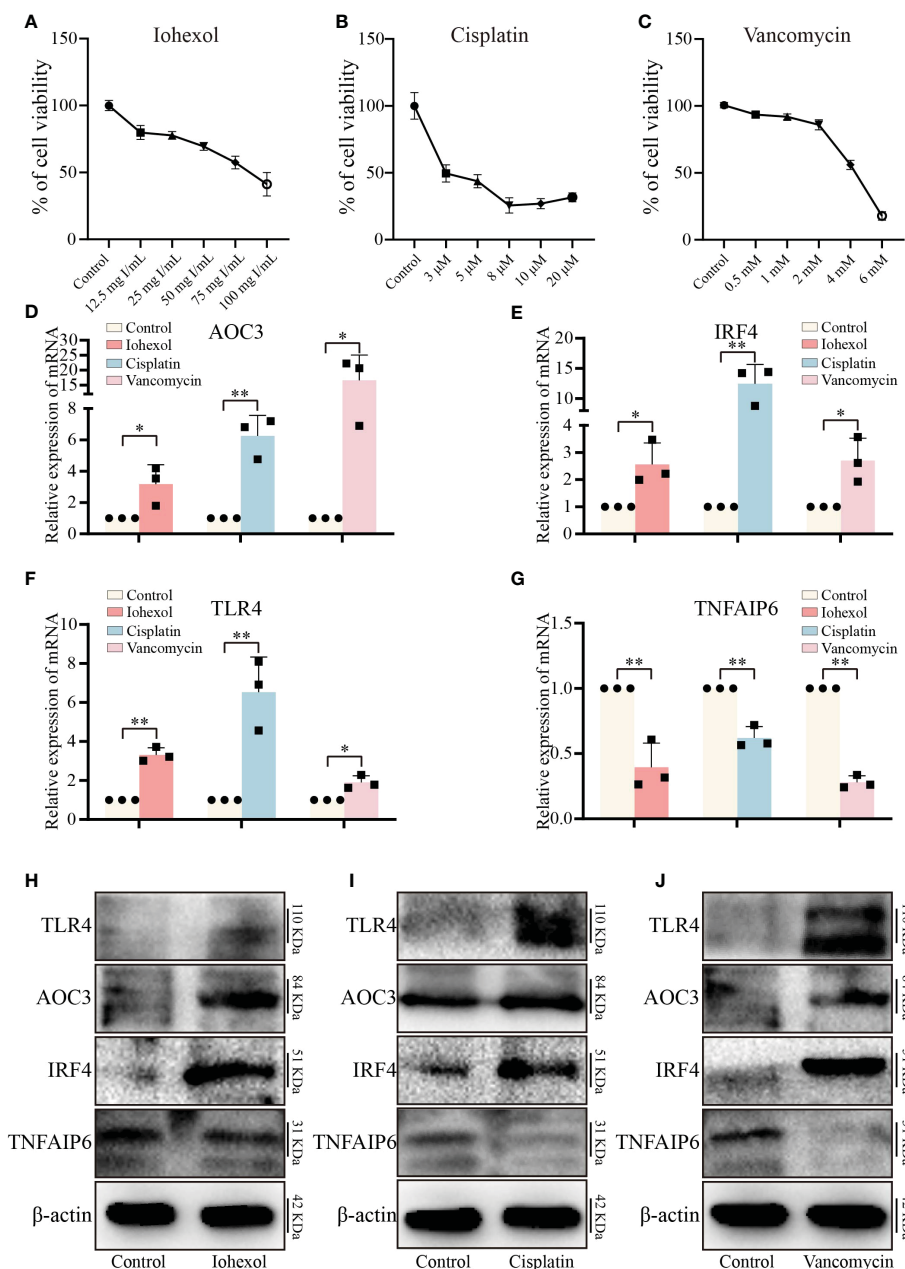 A
Iohexol
150
100
50
0
% of cell viability
Control
12.5 mg I/mL
25 mg I/mL
50 mg I/mL
75 mg I/mL
100 mg I/mL
B
Cisplatin
150
100
50
0
% of cell viability
Control
3 μM
5 μM
8 μM
10 μM
20 μM
C
Vancomycin
150
100
50
0
% of cell viability
Control
0.5 mM
1 mM
2 mM
4 mM
6 mM
D
AOC3
Relative expression of mRNA
30
25
20
15
10
8
6
4
2
0
Control
Iohexol
Cisplatin
Vancomycin
*
**
*
E
IRF4
Relative expression of mRNA
20
15
10
5
4
3
2
1
0
Control
Iohexol
Cisplatin
Vancomycin
*
**
*
F
TLR4
Relative expression of mRNA
10
8
6
4
2
0
Control
Iohexol
Cisplatin
Vancomycin
**
**
*
G
TNFAIP6
Relative expression of mRNA
1.5
1.0
0.5
0.0
Control
Iohexol
Cisplatin
Vancomycin
**
**
**
H
TLR4
110 KDa
AOC3
84 KDa
IRF4
51 KDa
TNFAIP6
31 KDa
β-actin
42 KDa
Control
Iohexol
I
TLR4
110 KDa
AOC3
84 KDa
IRF4
51 KDa
TNFAIP6
31 KDa
β-actin
42 KDa
Control
Cisplatin
J
TLR4
AOC3
IRF4
TNFAIP6
β-actin
Control
Vancomycin